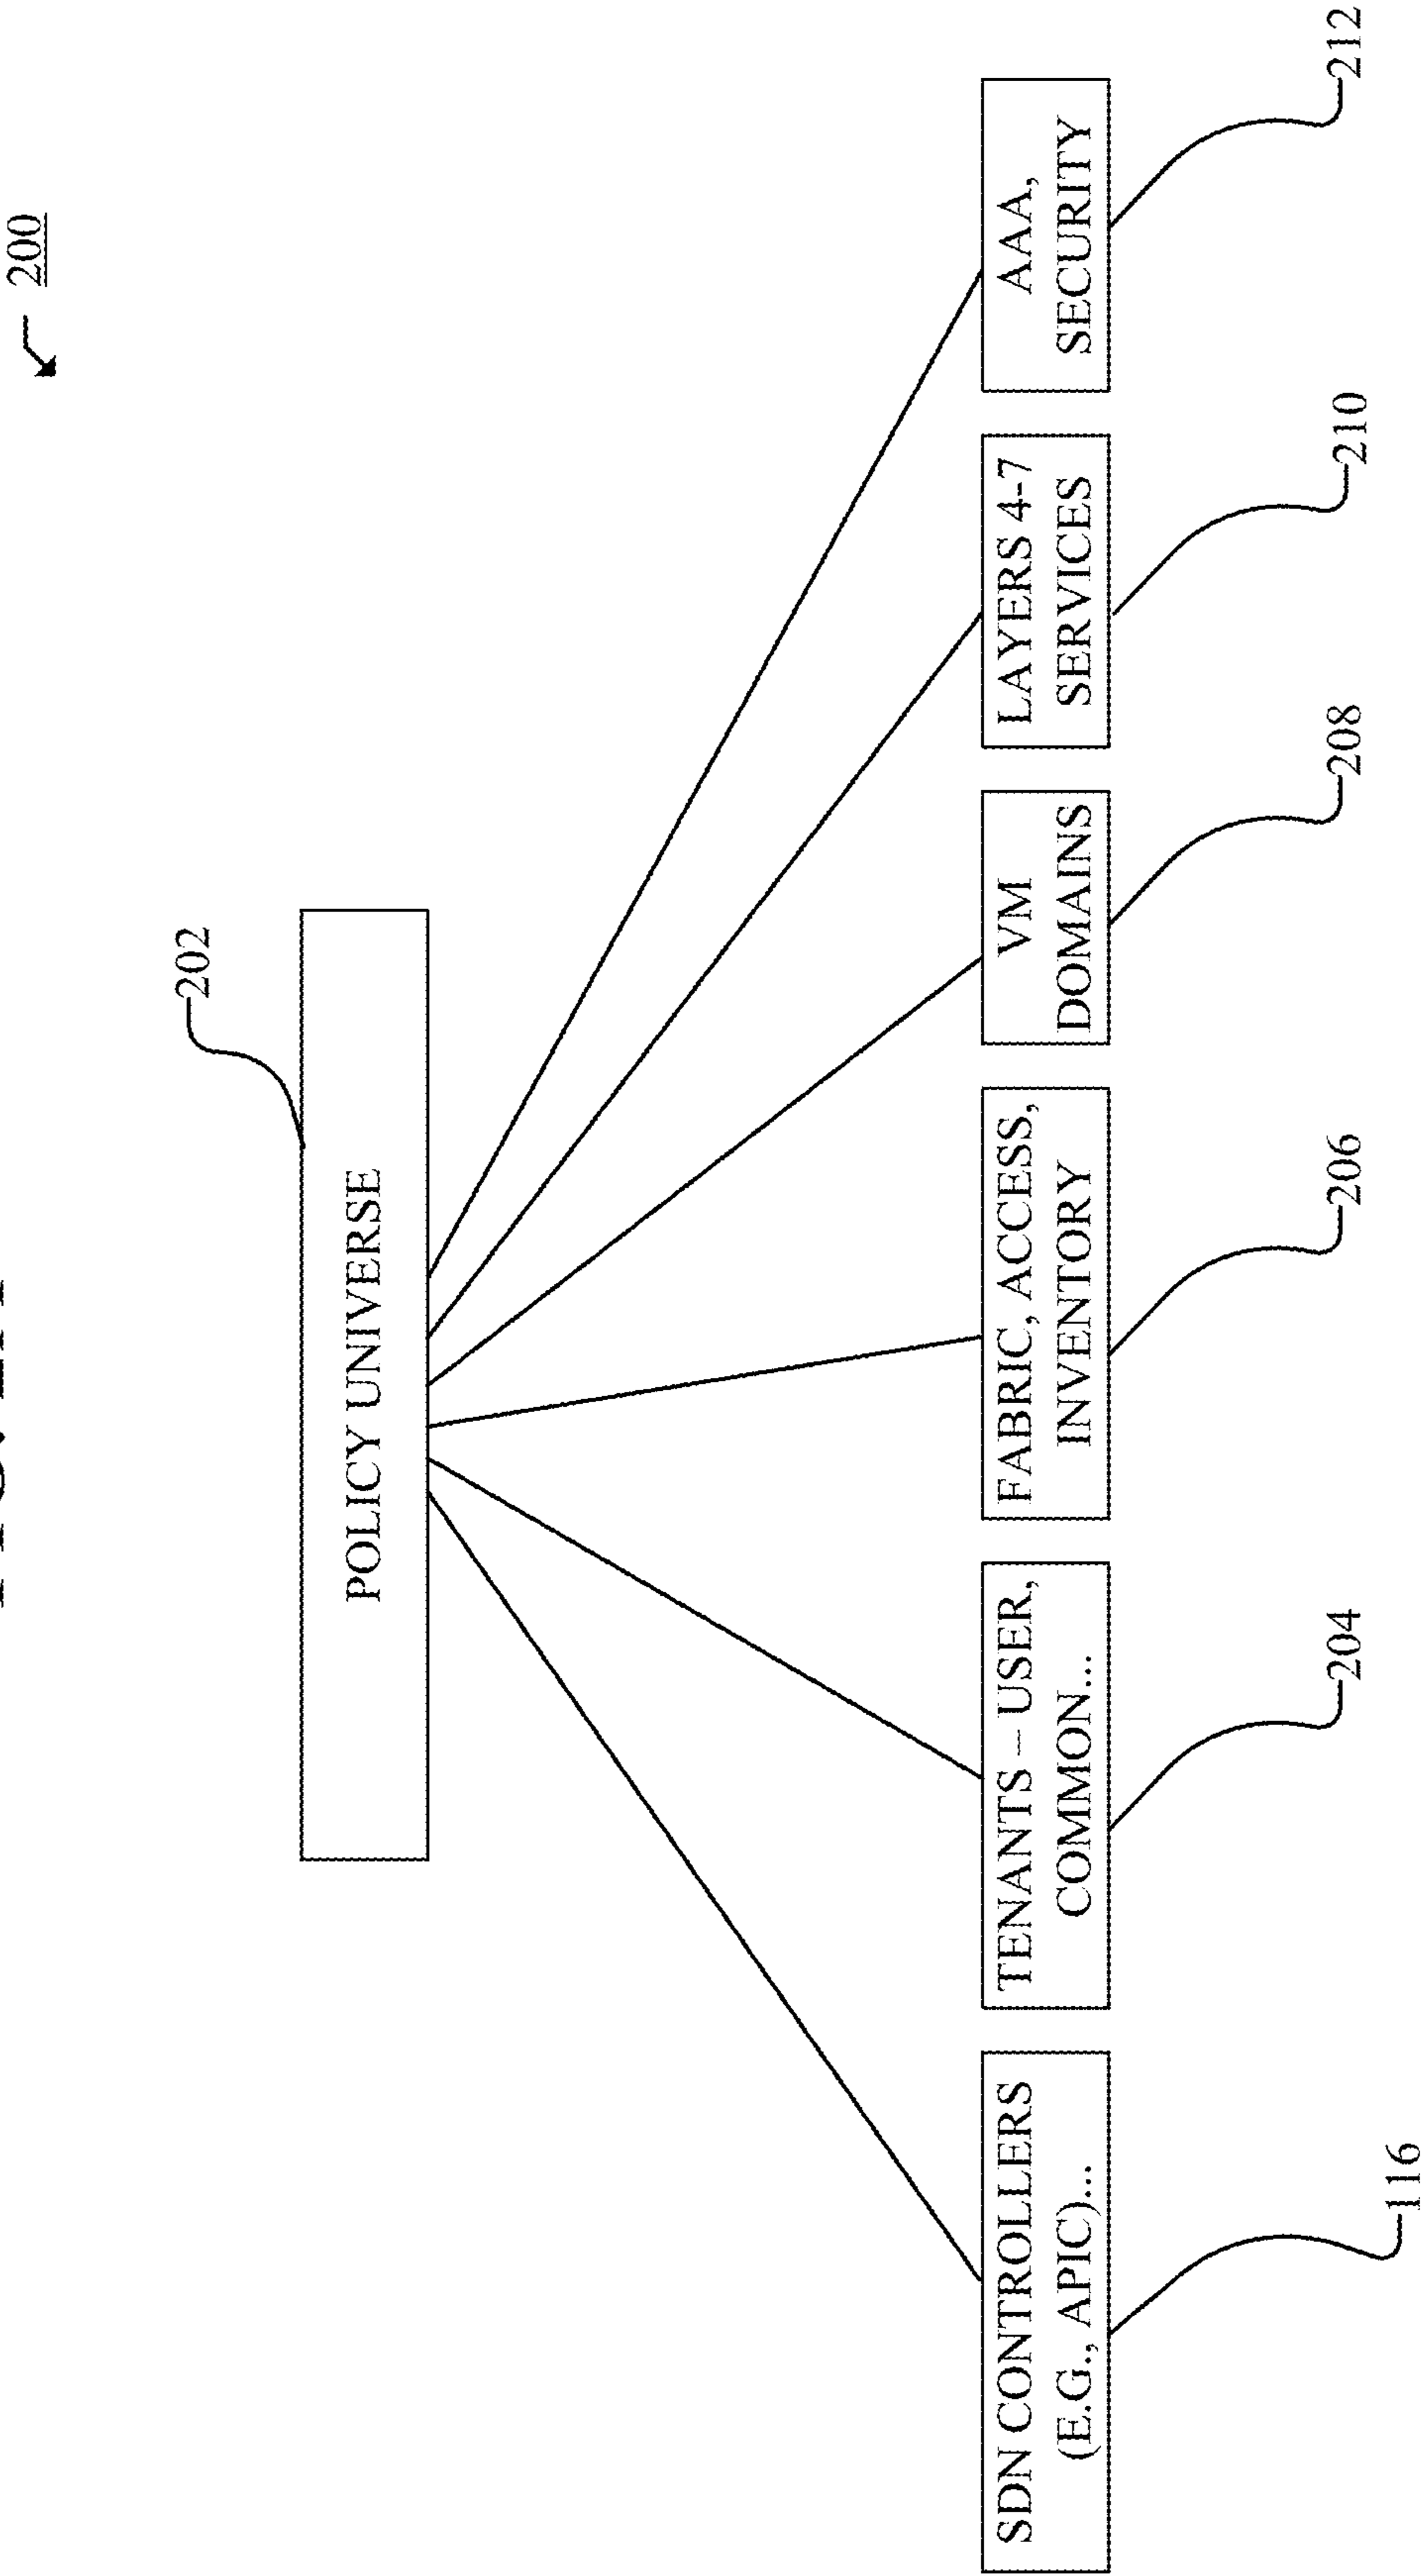 200
202
POLICY UNIVERSE
SDN CONTROLLERS
(E.G., APIC)...
TENANTS – USER,
COMMON...
FABRIC, ACCESS,
INVENTORY
VM
DOMAINS
LAYERS 4-7
SERVICES
AAA,
SECURITY
116
204
206
208
210
212